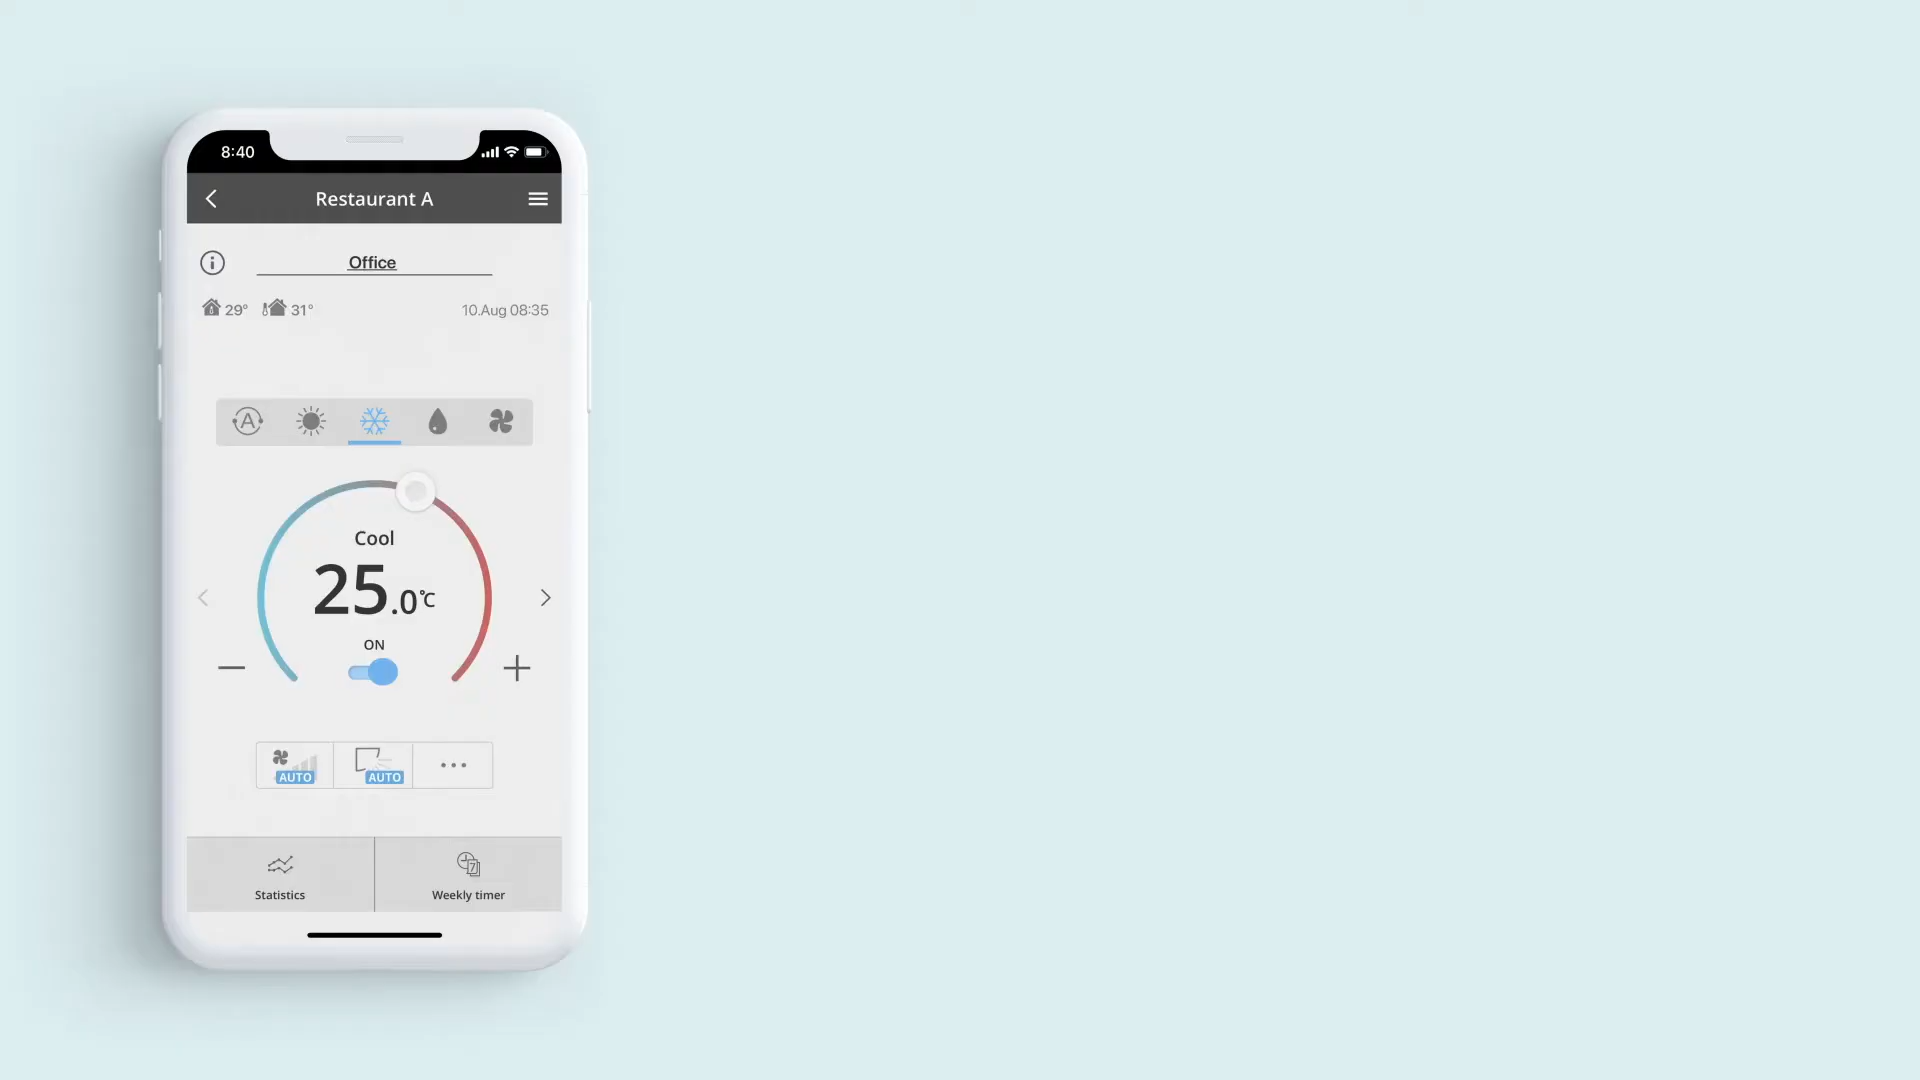 8:40
Restaurant A
Office
29° 31° 10.Aug 08:35
A
Cool
25.0°C
ON
AUTO AUTO
7
Statistics Weekly timer